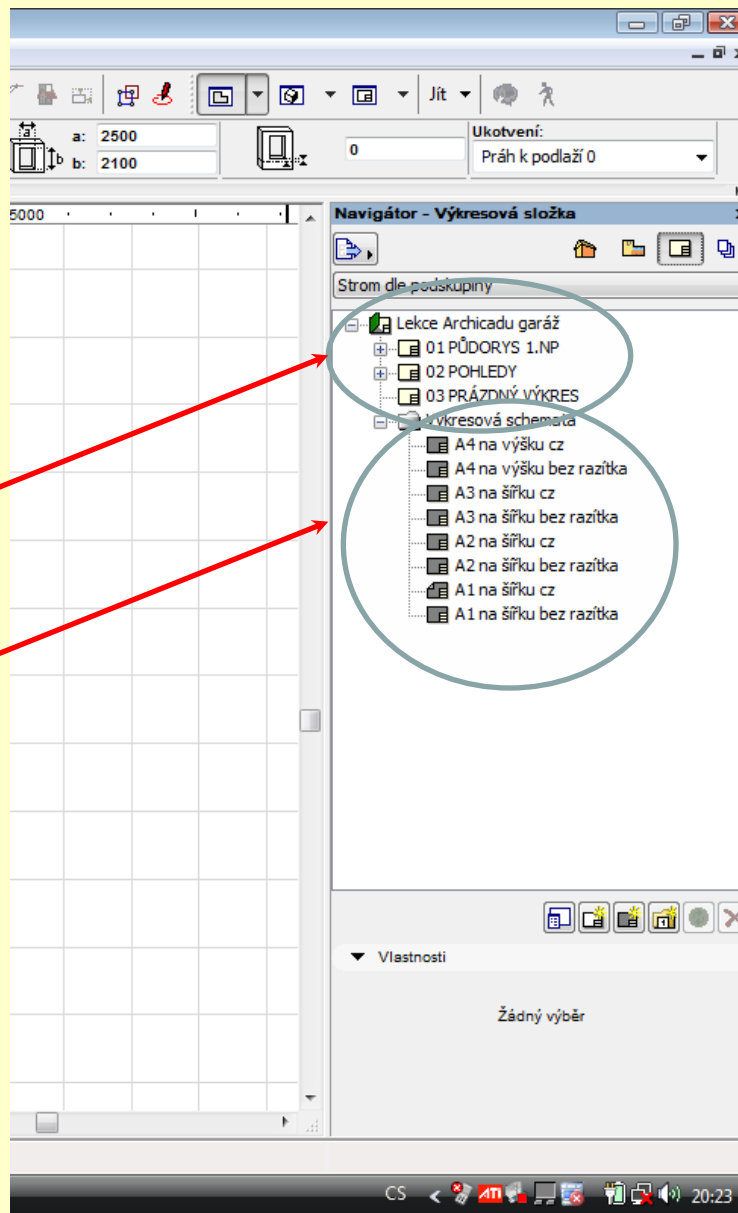 Jít
a
a: 2500
b
b: 2100
0
Ukotvení:
Práh k podlaží 0
5000
Navigátor - Výkresová složka
Strom dle podskupiny
Lekce Archicadu garáž
01 PŮDORYS 1.NP
02 POHLEDY
03 PRÁZDNÝ VÝKRES
Výkresová schemata
A4 na výšku cz
A4 na výšku bez razítka
A3 na šířku cz
A3 na šířku bez razítka
A2 na šířku cz
A2 na šířku bez razítka
A1 na šířku cz
A1 na šířku bez razítka
Vlastnosti
Žádný výběr
CS
ATI
20:23